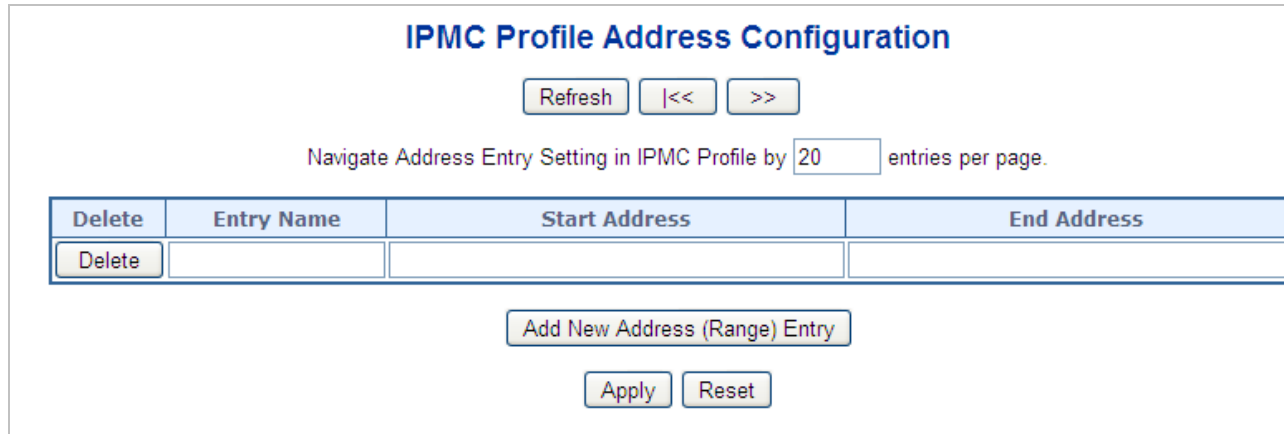 IPMC Profile Address Configuration
Refresh |<< >>
Navigate Address Entry Setting in IPMC Profile by 20 entries per page.
Delete Entry Name Start Address End Address
Delete
Add New Address (Range) Entry
Apply Reset